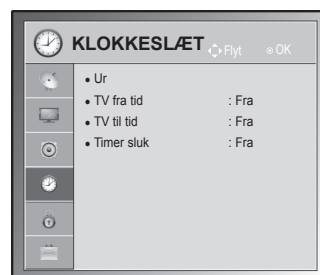 KLOKKESLÆT Flyt OK
• Ur
• TV fra tid : Fra
• TV til tid : Fra
• Timer sluk : Fra